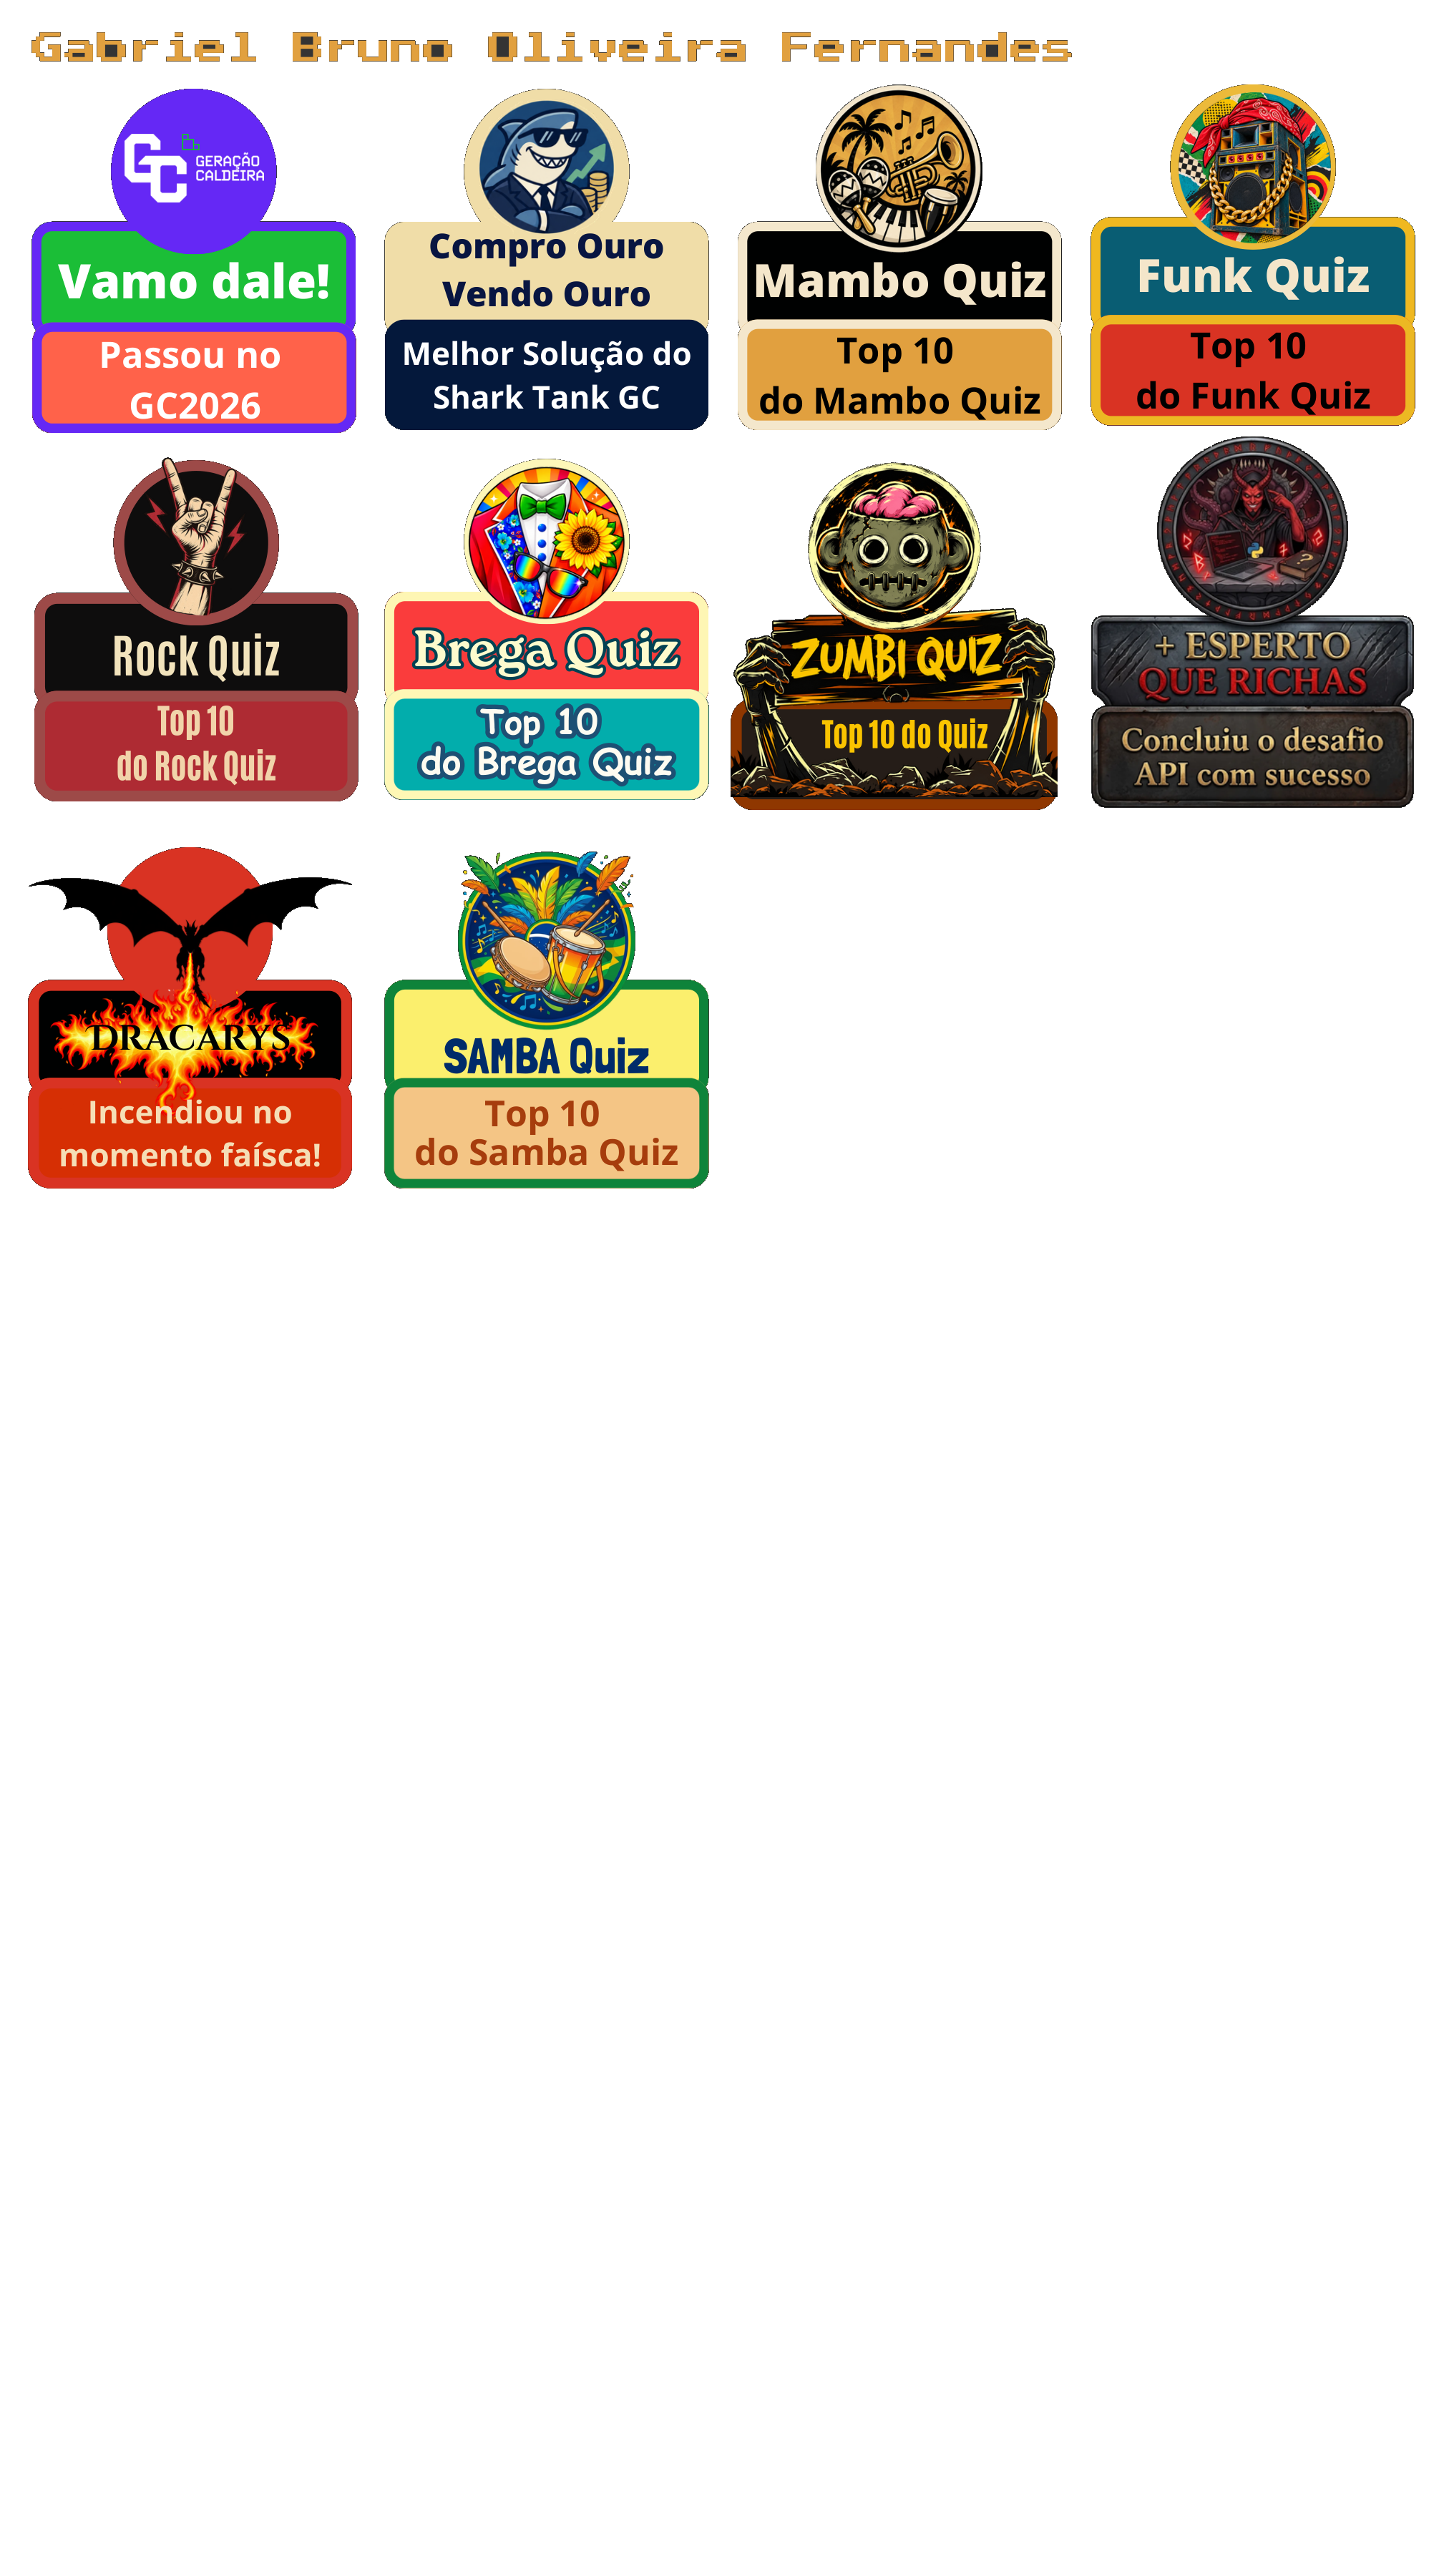 Gabriel Bruno Oliveira Fernandes
GERAÇÃO
CALDEIRA
Vamo dale!
Passou no
GC2026
Compro Ouro
Vendo Ouro
Melhor Solução do
Shark Tank GC
Mambo Quiz
Top 10
do Mambo Quiz
Funk Quiz
Top 10
do Funk Quiz
Rock Quiz
Top 10
do Rock Quiz
Brega Quiz
Top 10
do Brega Quiz
ZUMBI QUIZ
Top 10 do Quiz
+ ESPERTO
QUE RICHAS
Concluiu o desafio
API com sucesso
DRACARYS
Incendiou no
momento faísca!
SAMBA Quiz
Top 10
do Samba Quiz